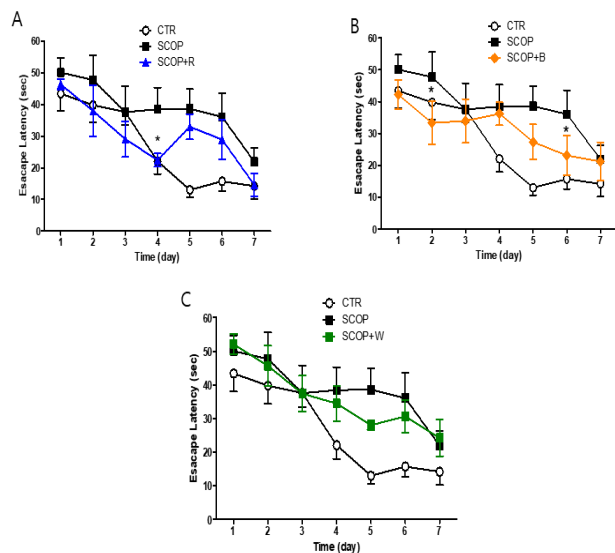 A
CTR
SCOP
SCOP+R
Esacape Latency (sec)
60
50
40
30
20
10
0
*
1 2 3 4 5 6 7
Time (day)
B
CTR
SCOP
SCOP+B
Esacape Latency (sec)
60
50
40
30
20
10
0
* *
1 2 3 4 5 6 7
Time (day)
C
CTR
SCOP
SCOP+W
Esacape Latency (sec)
60
50
40
30
20
10
0
1 2 3 4 5 6 7
Time (day)